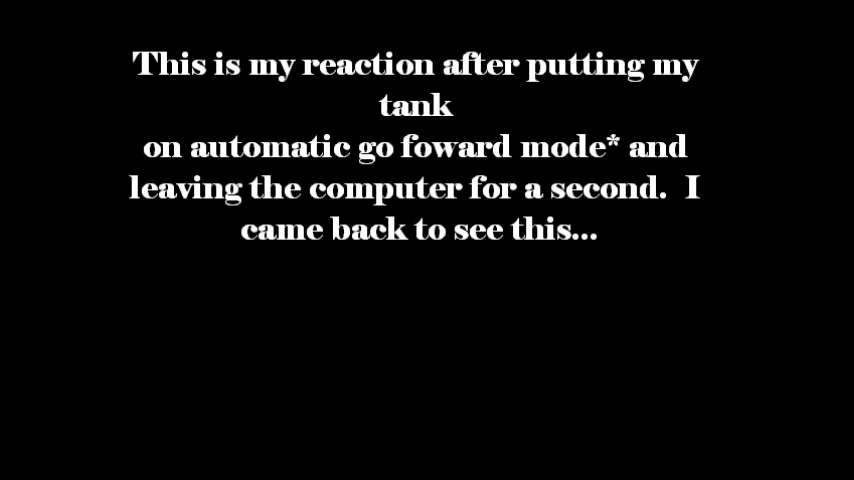 This is my reaction after putting my
tank
on automatic go foward mode* and
leaving the computer for a second.  I
came back to see this...